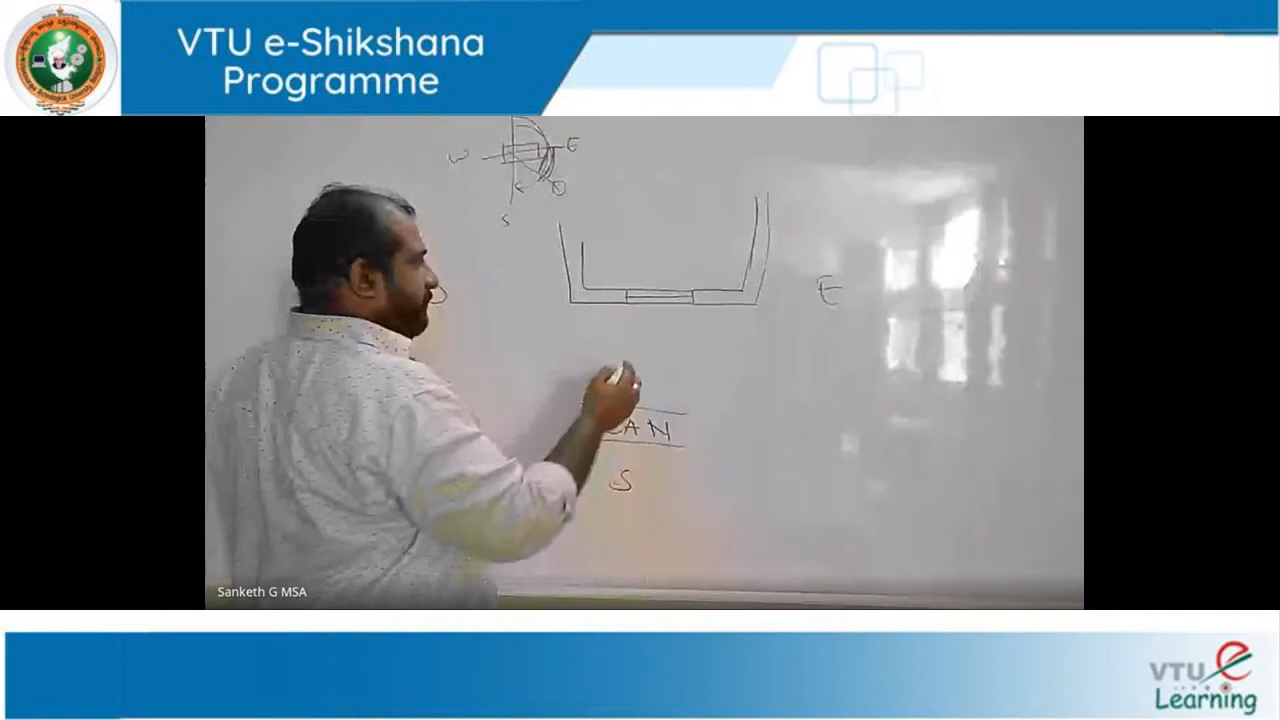 VTU e-Shikshana
Programme
W
E
S
E
AN
S
Sanketh G MSA
VTU e
Learning